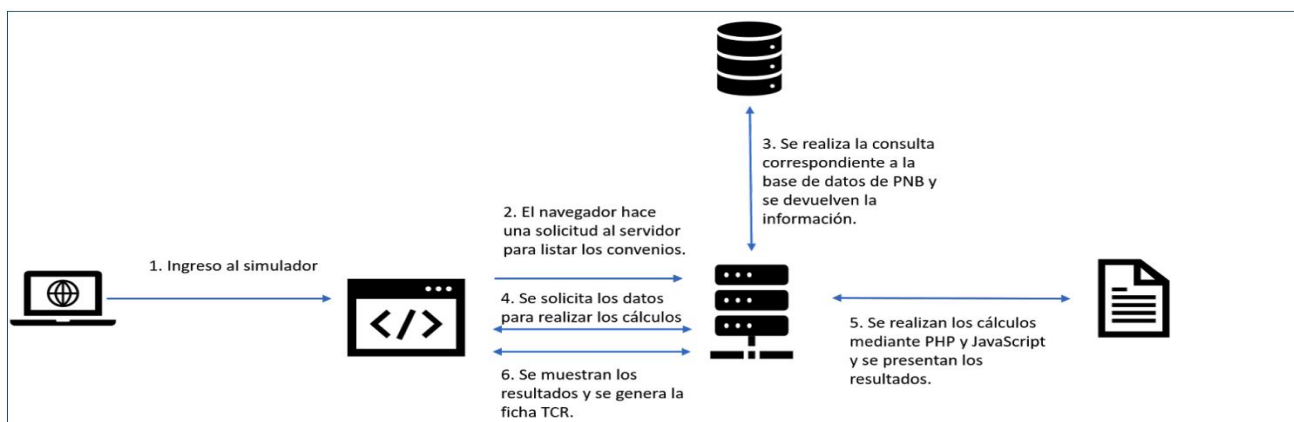 1. Ingreso al simulador
2. El navegador hace
una solicitud al servidor
para listar los convenios.
3. Se realiza la consulta
correspondiente a la
base de datos de PNB y
se devuelven la
información.
4. Se solicita los datos
para realizar los cálculos
5. Se realizan los cálculos
mediante PHP y JavaScript
y se presentan los
resultados.
6. Se muestran los
resultados y se genera la
ficha TCR.